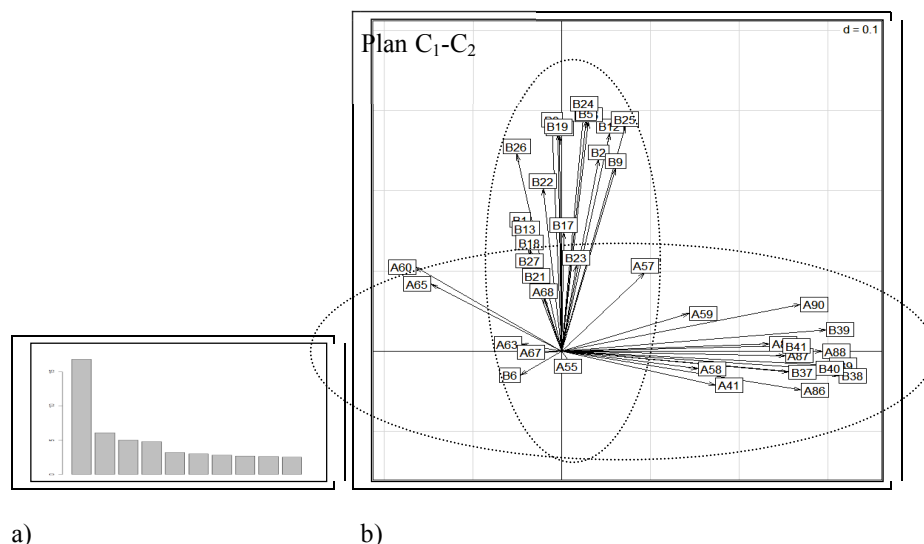 Plan C₁-C₂
d = 0.1
B24
B19
B25
B12
B26
B2
B9
B22
B17
B13
B18
B23
B27
A57
A60
B21
A65
A68
A90
A59
B39
A63
B41
A67
A88
A87
A55
A58
B40
B6
B37
B38
A41
A86
a)
b)